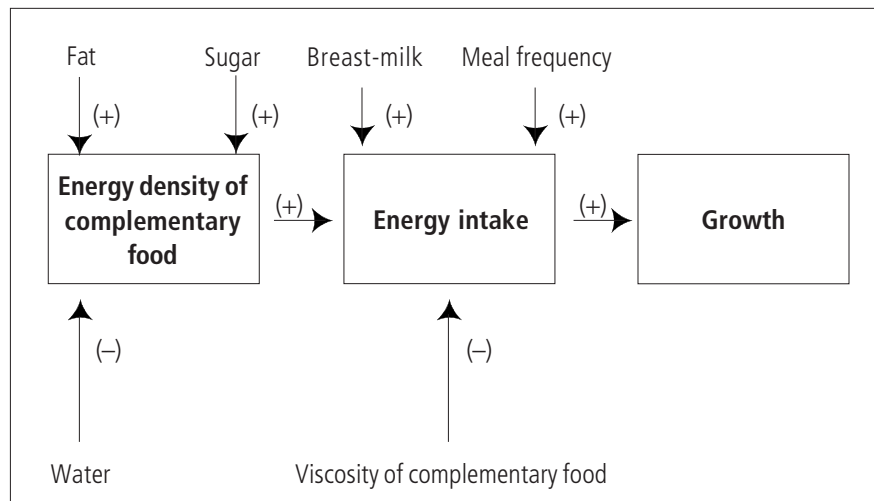 Fat Sugar Breast-milk Meal frequency
(+) (+) (+) (+)
Energy density of
complementary
food
(+)
Energy intake
(+)
Growth
(–) (–)
Water Viscosity of complementary food